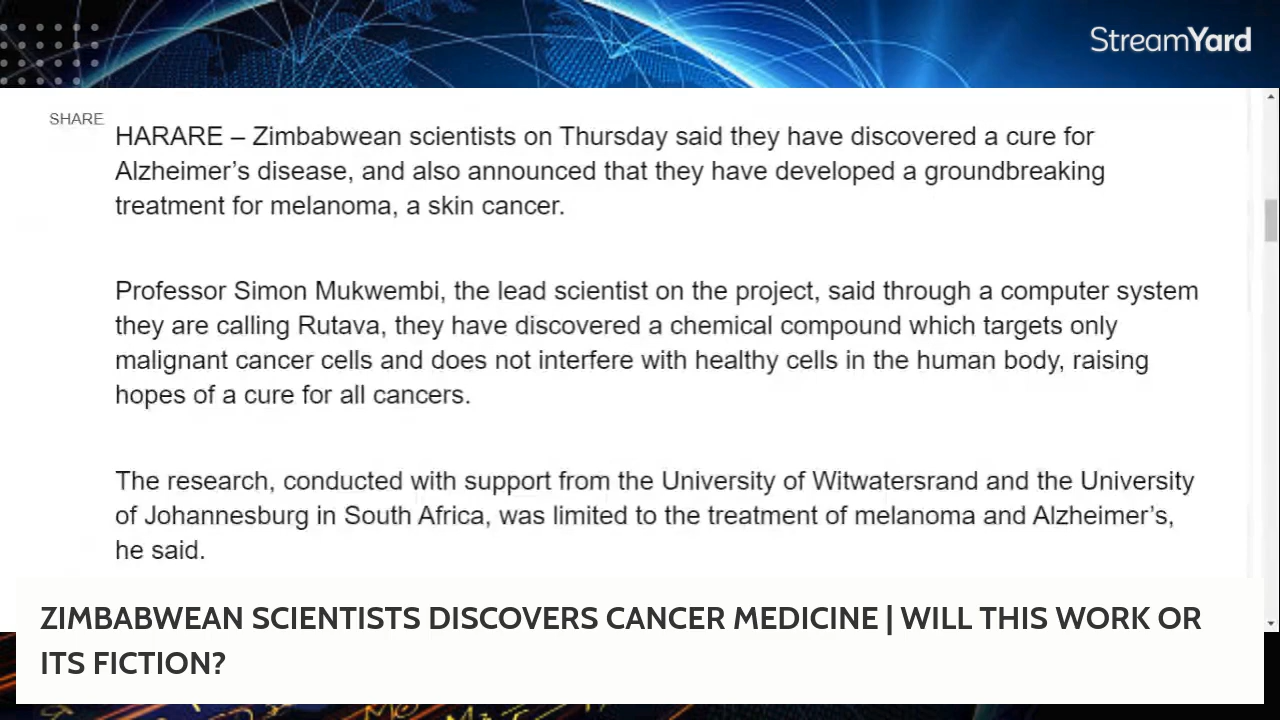 StreamYard
SHARE
HARARE – Zimbabwean scientists on Thursday said they have discovered a cure for
Alzheimer’s disease, and also announced that they have developed a groundbreaking
treatment for melanoma, a skin cancer.
Professor Simon Mukwembi, the lead scientist on the project, said through a computer system
they are calling Rutava, they have discovered a chemical compound which targets only
malignant cancer cells and does not interfere with healthy cells in the human body, raising
hopes of a cure for all cancers.
The research, conducted with support from the University of Witwatersrand and the University
of Johannesburg in South Africa, was limited to the treatment of melanoma and Alzheimer’s,
he said.
ZIMBABWEAN SCIENTISTS DISCOVERS CANCER MEDICINE | WILL THIS WORK OR
ITS FICTION?